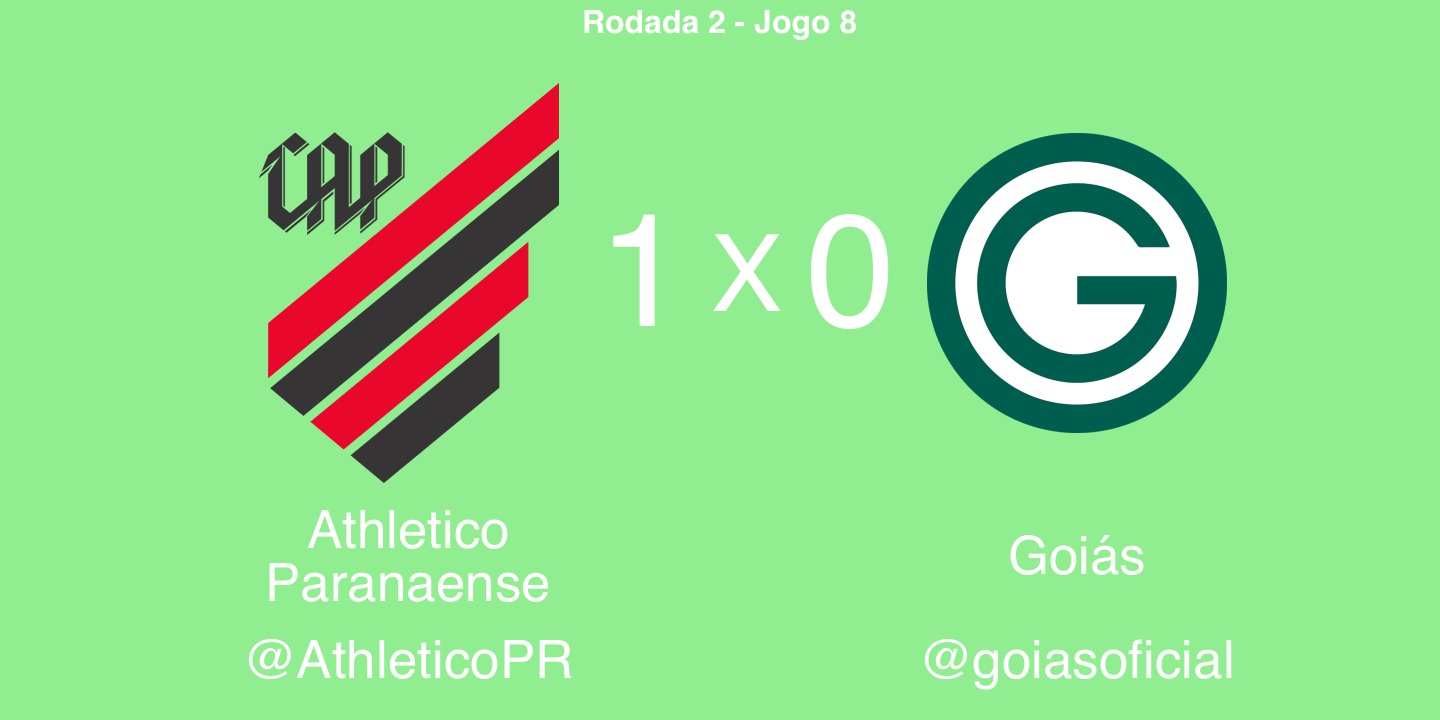 Rodada 2 - Jogo 8
CAP
1 X 0
G
Athletico
Paranaense
Goiás
@AthleticoPR
@goiasoficial